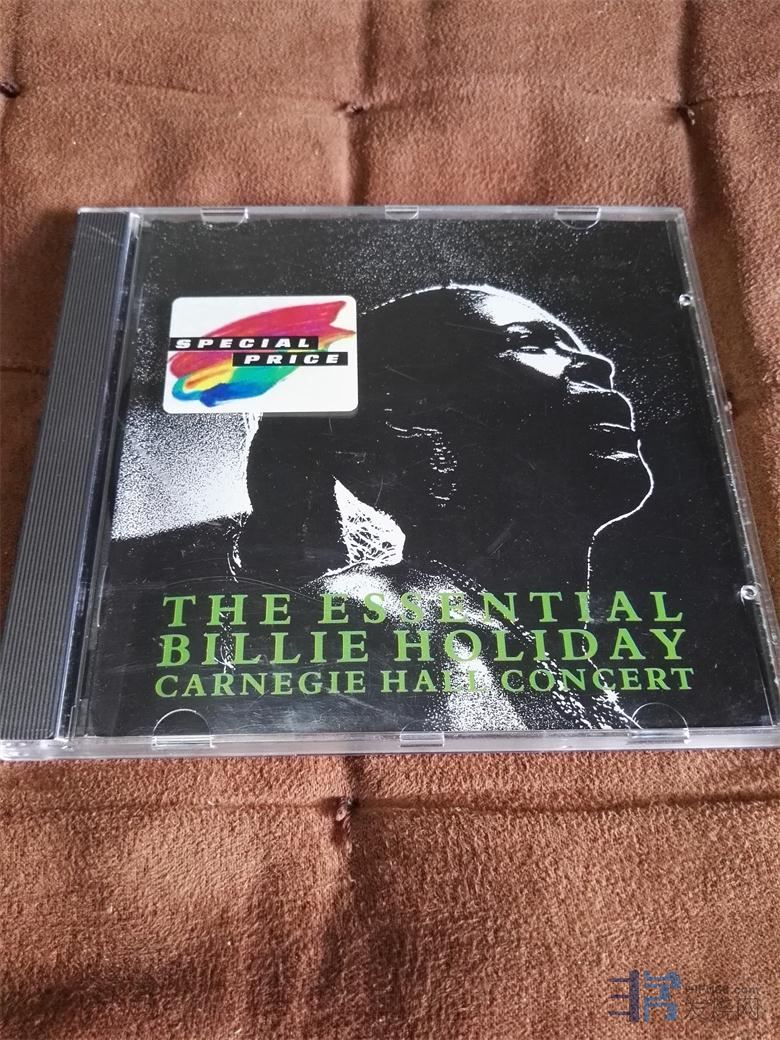 SPECIAL
PRICE
THE ESSENTIAL
BILLIE HOLIDAY
CARNEGIE HALL CONCERT